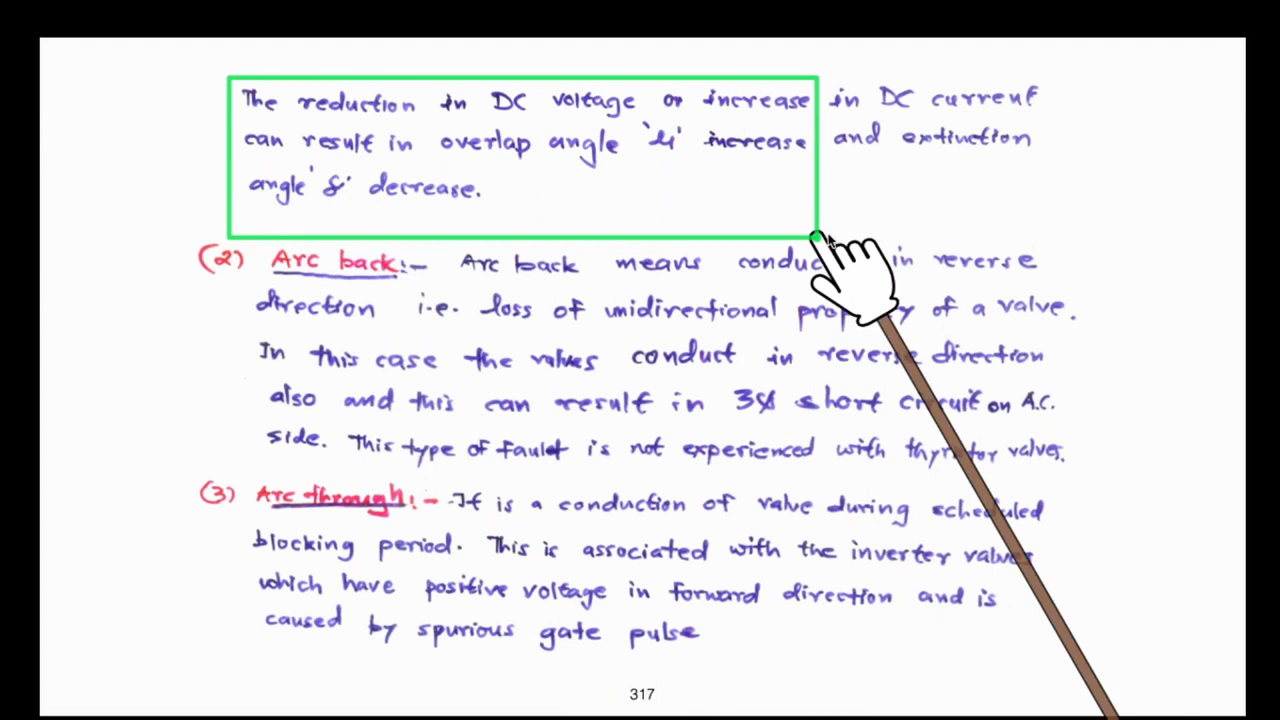 The reduction in DC voltage or increase in DC current
can result in overlap angle 'μ' increase and extinction
angle 'δ' decrease.
(2) Arc back:- Arc back means in reverse
direction i.e. loss of unidirectional of a valve.
In this case the valves conduct in reverse direction
also and this can result in 3φ short circuit on A.C.
side. This type of fault is not experienced with thyristor valves.
(3) Arc through:- It is a conduction of valve during scheduled
blocking period. This is associated with the inverter valves
which have positive voltage in forward direction and is
caused by spurious gate pulse
317